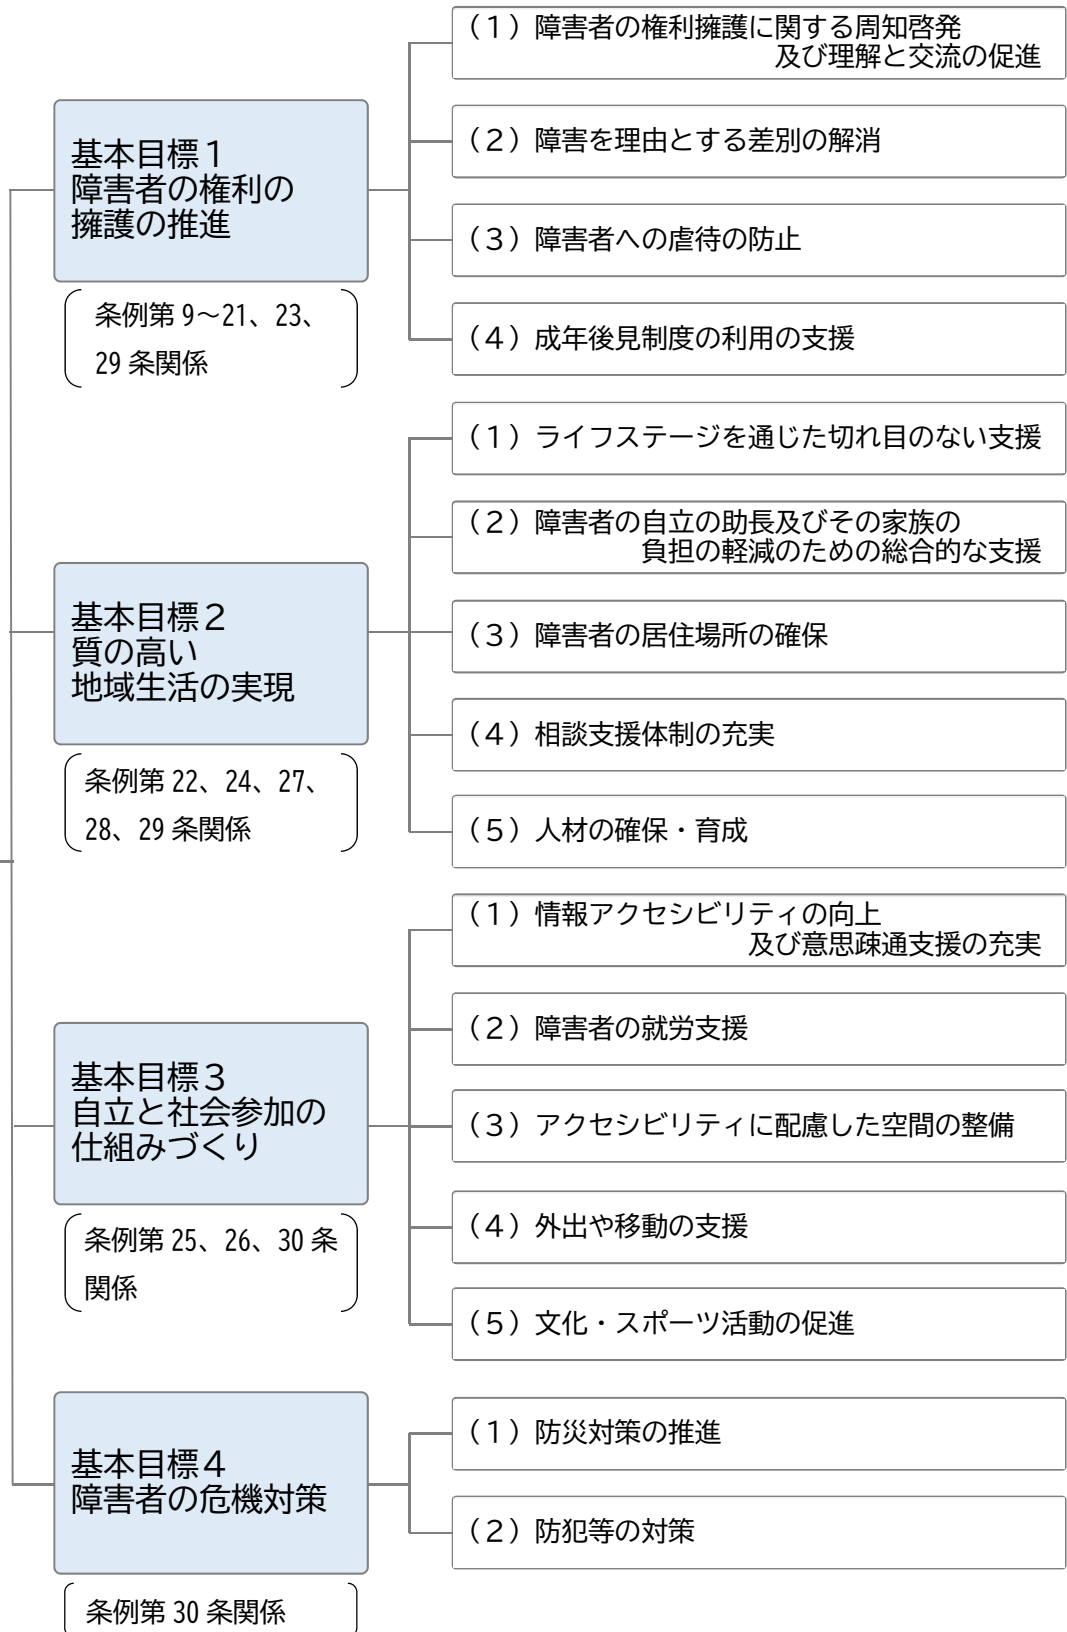 基本目標１
障害者の権利の
擁護の推進
条例第 9～21、23、
29 条関係
（１）障害者の権利擁護に関する周知啓発
及び理解と交流の促進
（２）障害を理由とする差別の解消
（３）障害者への虐待の防止
（４）成年後見制度の利用の支援
基本目標２
質の高い
地域生活の実現
条例第 22、24、27、
28、29 条関係
（１）ライフステージを通じた切れ目のない支援
（２）障害者の自立の助長及びその家族の
負担の軽減のための総合的な支援
（３）障害者の居住場所の確保
（４）相談支援体制の充実
（５）人材の確保・育成
基本目標３
自立と社会参加の
仕組みづくり
条例第 25、26、30 条
関係
（１）情報アクセシビリティの向上
及び意思疎通支援の充実
（２）障害者の就労支援
（３）アクセシビリティに配慮した空間の整備
（４）外出や移動の支援
（５）文化・スポーツ活動の促進
基本目標４
障害者の危機対策
条例第 30 条関係
（１）防災対策の推進
（２）防犯等の対策